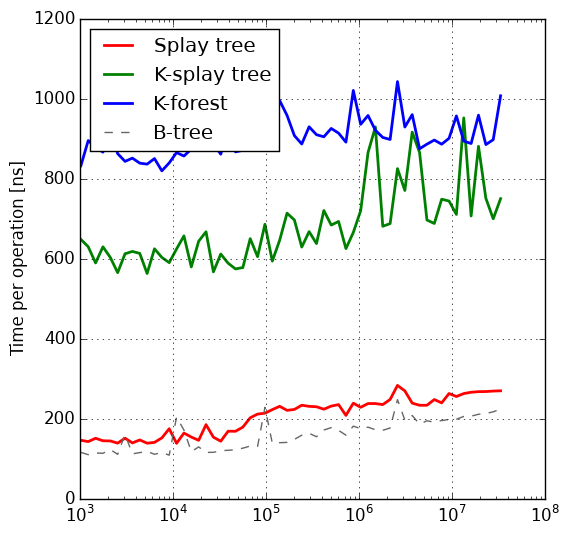 1200
1000
800
600
400
200
0
Time per operation [ns]
Splay tree
K-splay tree
K-forest
B-tree
10³ 10⁴ 10⁵ 10⁶ 10⁷ 10⁸